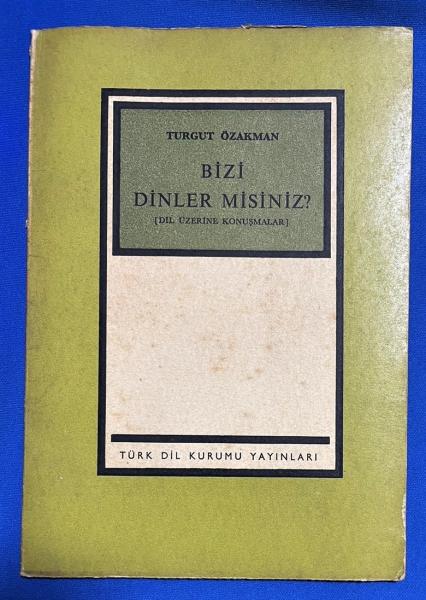 TURGUT ÖZAKMAN
BİZİ
DİNLER MİSİNİZ?
[DİL ÜZERİNE KONUŞMALAR]
TÜRK DİL KURUMU YAYINLARI